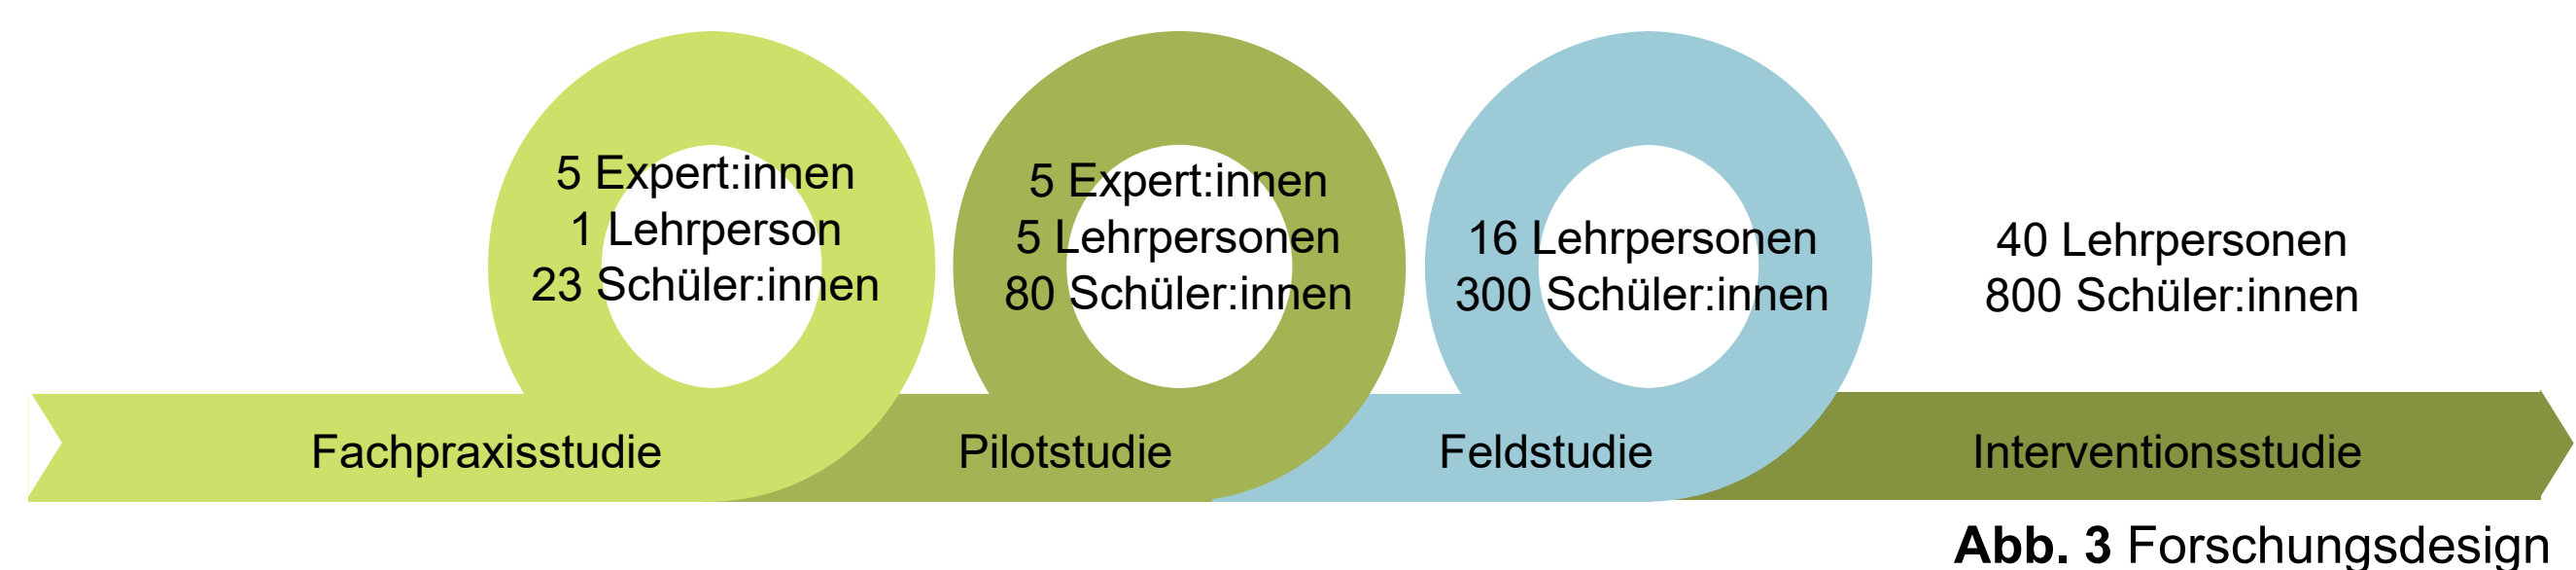 5 Expert:innen
1 Lehrperson
23 Schüler:innen
5 Expert:innen
5 Lehrpersonen
80 Schüler:innen
16 Lehrpersonen
300 Schüler:innen
40 Lehrpersonen
800 Schüler:innen
Fachpraxisstudie
Pilotstudie
Feldstudie
Interventionsstudie
Abb. 3 Forschungsdesign